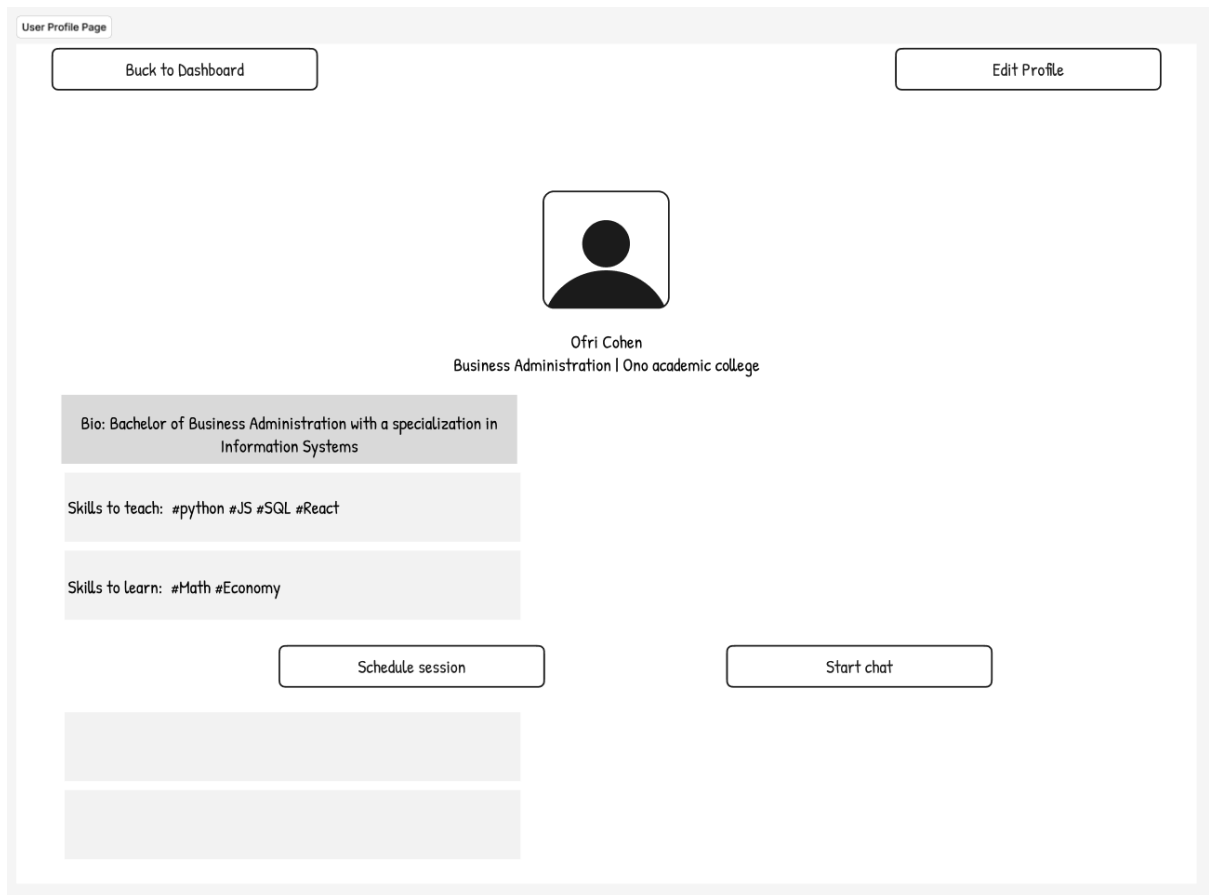 User Profile Page
Buck to Dashboard
Edit Profile
Ofri Cohen
Business Administration | Ono academic college
Bio: Bachelor of Business Administration with a specialization in
Information Systems
Skills to teach: #python #JS #SQL #React
Skills to learn: #Math #Economy
Schedule session
Start chat